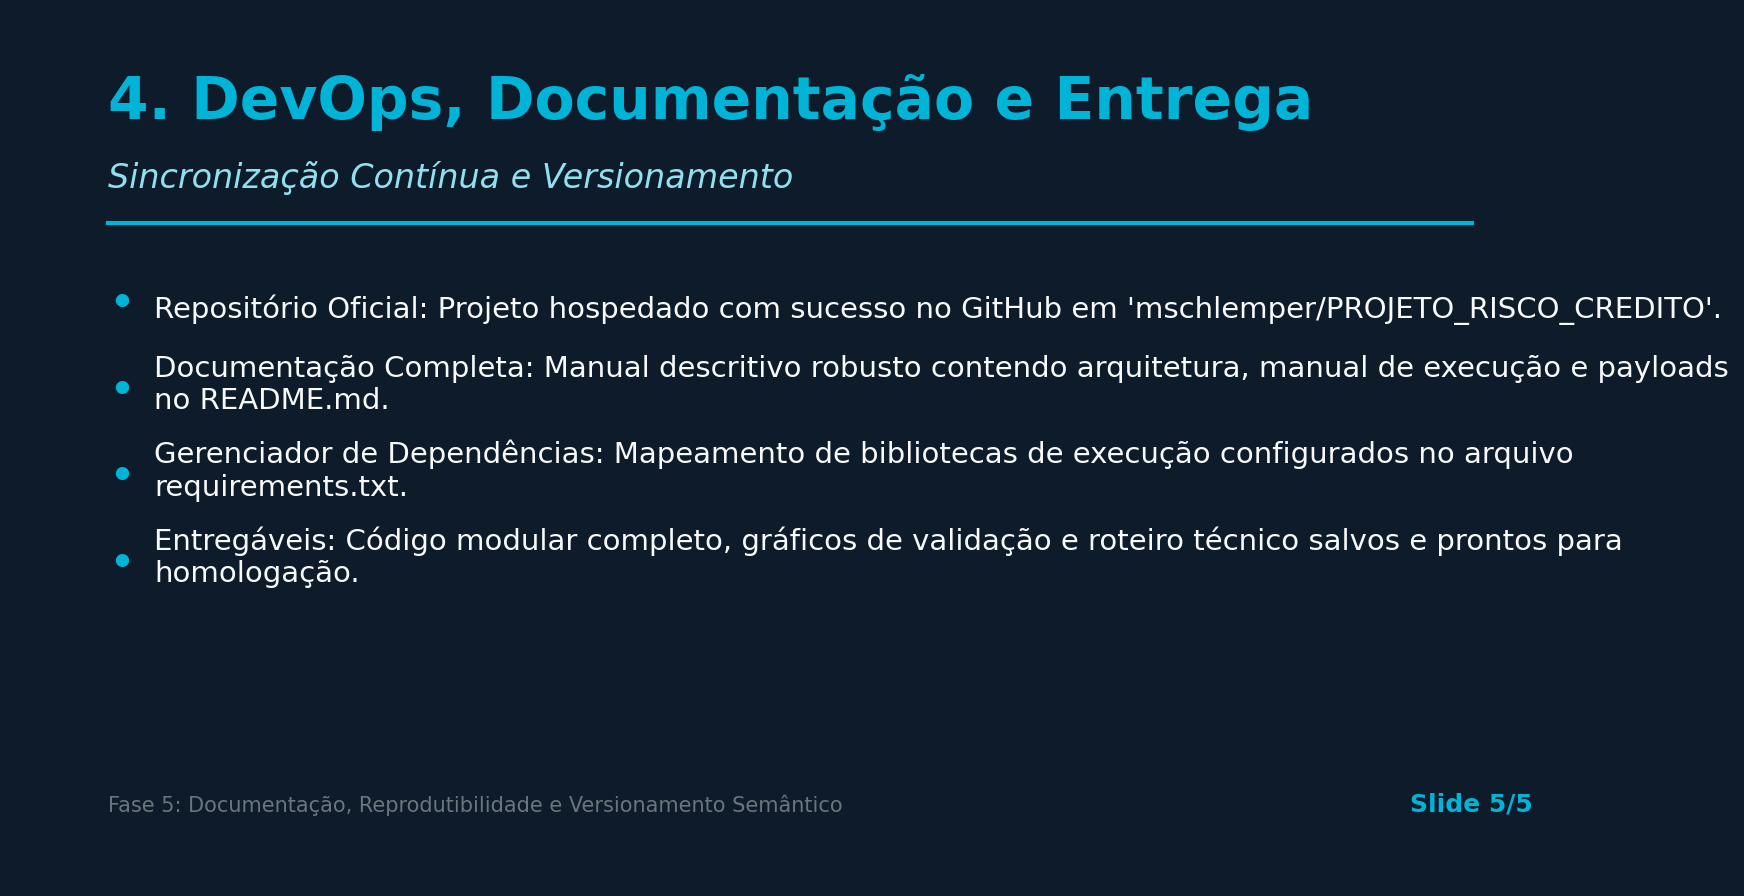 4. DevOps, Documentação e Entrega
Sincronização Contínua e Versionamento
Repositório Oficial: Projeto hospedado com sucesso no GitHub em 'mschlemper/PROJETO_RISCO_CREDITO'.
Documentação Completa: Manual descritivo robusto contendo arquitetura, manual de execução e payloads
no README.md.
Gerenciador de Dependências: Mapeamento de bibliotecas de execução configurados no arquivo
requirements.txt.
Entregáveis: Código modular completo, gráficos de validação e roteiro técnico salvos e prontos para
homologação.
Fase 5: Documentação, Reprodutibilidade e Versionamento Semântico
Slide 5/5